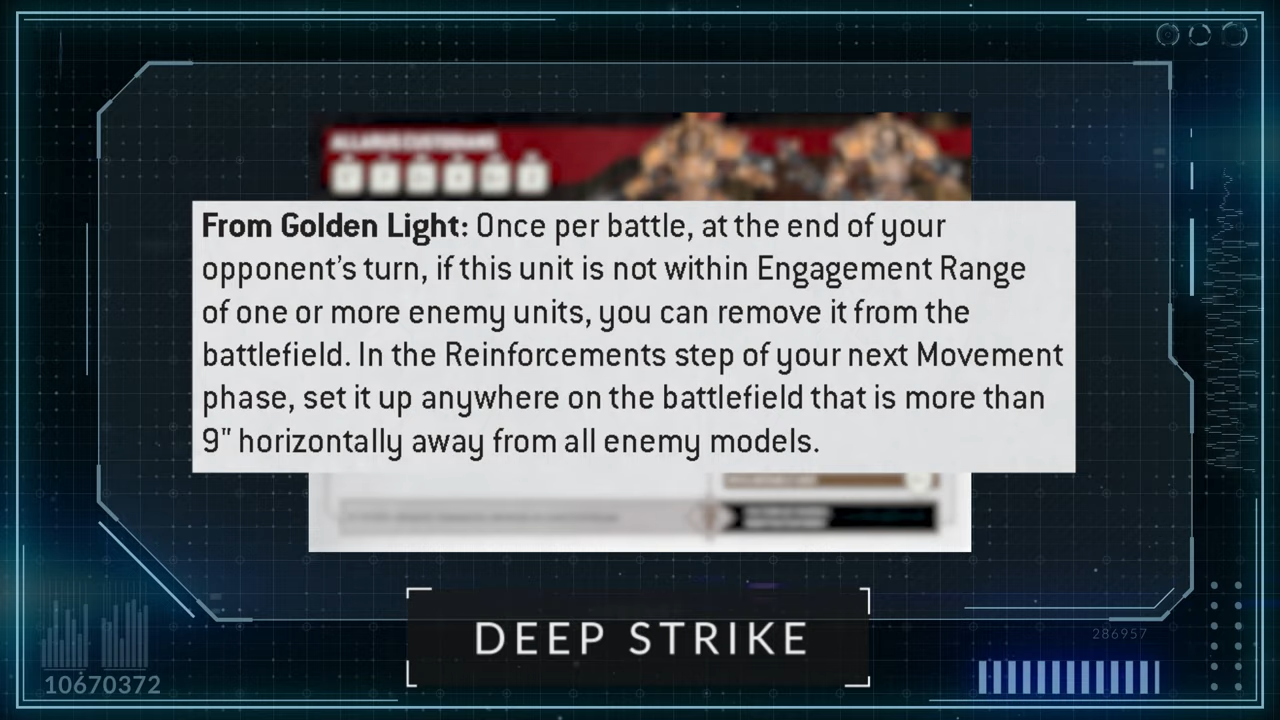 ALLARUS CUSTODIANS
From Golden Light: Once per battle, at the end of your
opponent's turn, if this unit is not within Engagement Range
of one or more enemy units, you can remove it from the
battlefield. In the Reinforcements step of your next Movement
phase, set it up anywhere on the battlefield that is more than
9" horizontally away from all enemy models.
DEEP STRIKE
286957
10670372